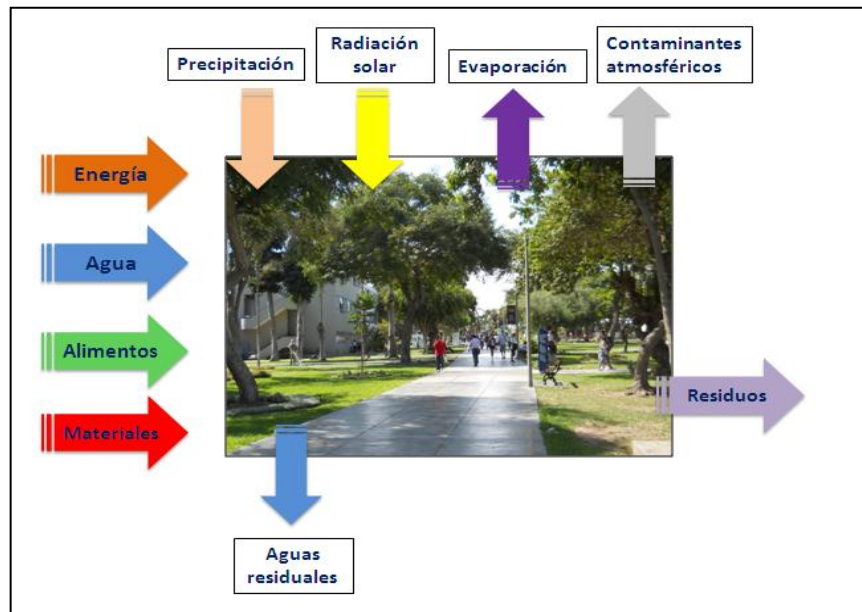 Precipitación
Radiación
solar
Evaporación
Contaminantes
atmosféricos
Energía
Agua
Alimentos
Materiales
Residuos
Aguas
residuales